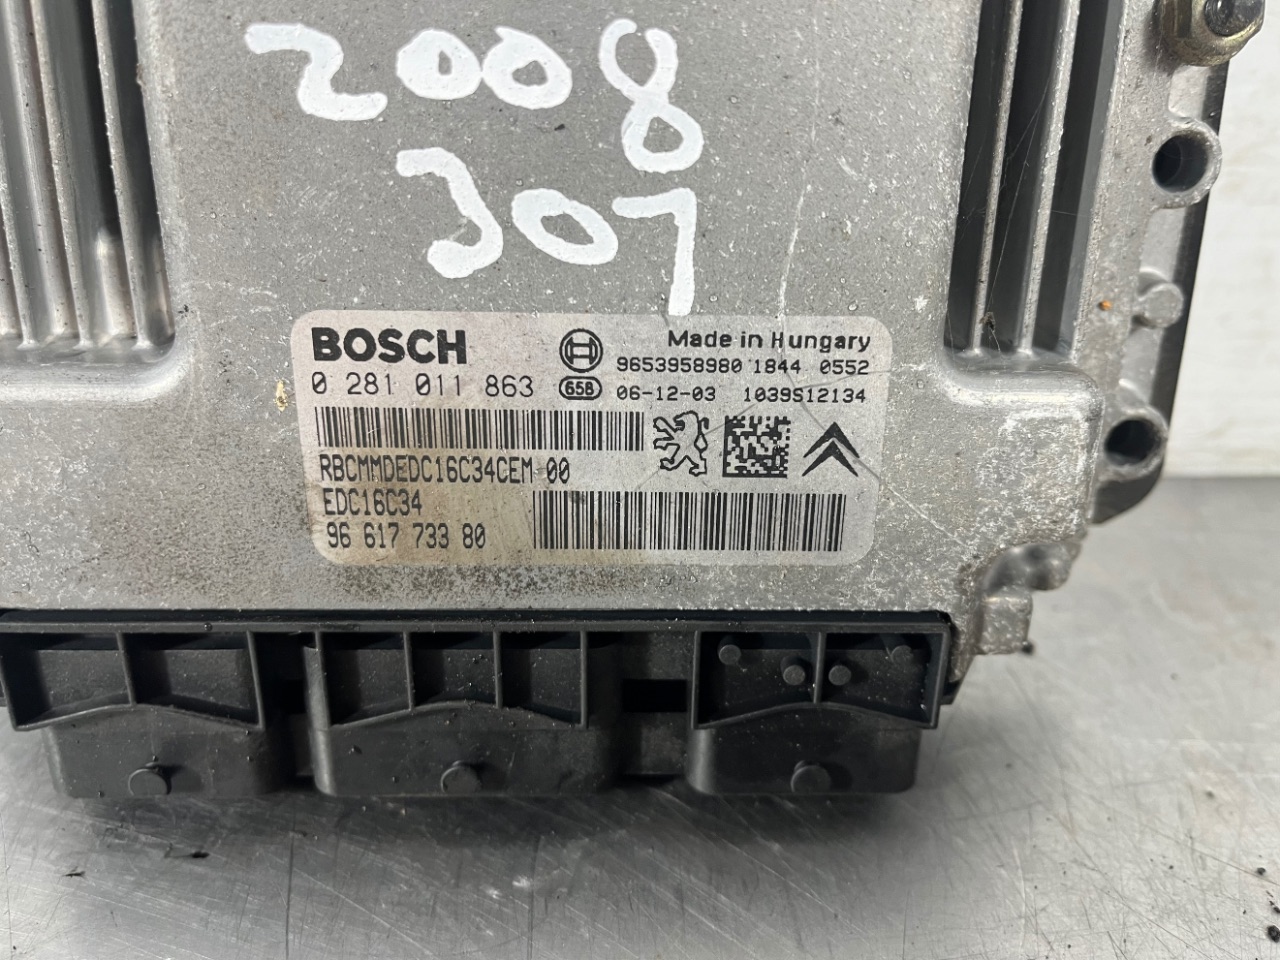 2008
307
BOSCH
Made in Hungary
9653958980 1844 0552
0 281 011 863
65B
06-12-03 1039S12134
RBCMMDEDC16C34CEM 00
EDC16C34
96 617 733 80